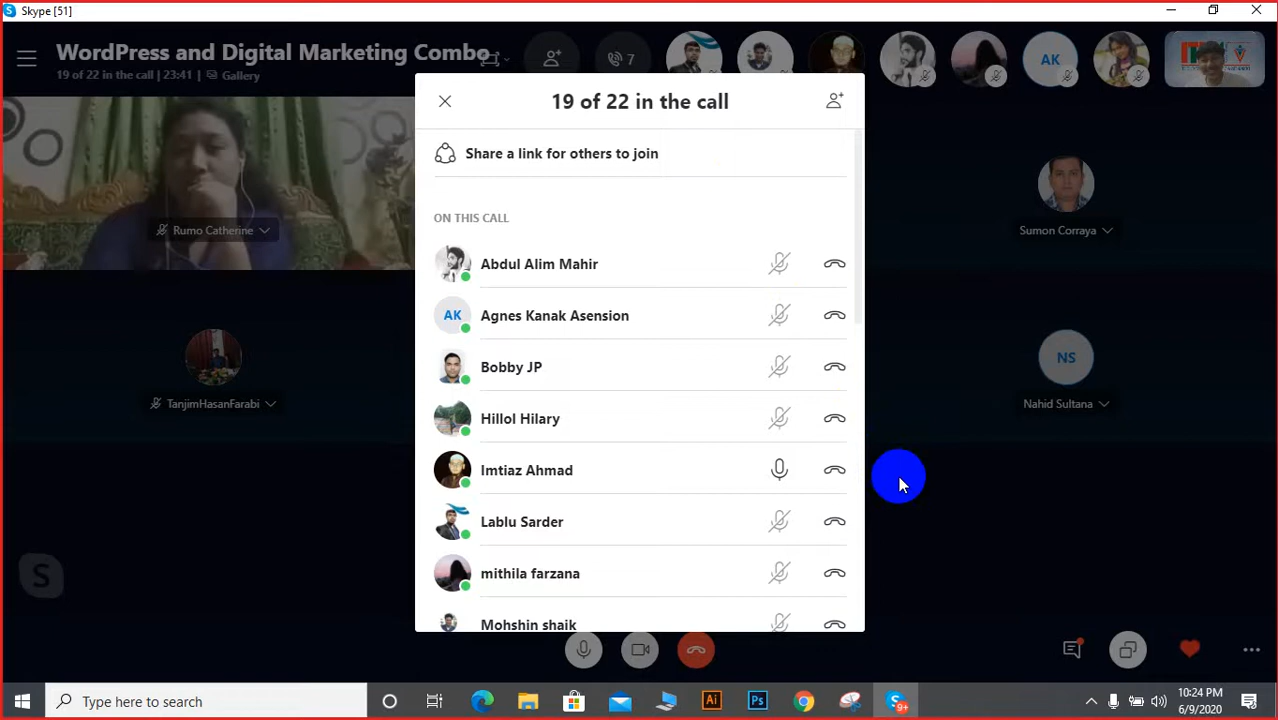 Skype [51]
WordPress and Digital Marketing Combo
19 of 22 in the call | 23:41 | Gallery
7
AK
19 of 22 in the call
Share a link for others to join
ON THIS CALL
Abdul Alim Mahir
AK
Agnes Kanak Asension
Bobby JP
Hillol Hilary
Imtiaz Ahmad
Lablu Sarder
mithila farzana
Mohshin shaik
Rumo Catherine
Sumon Corraya
TanjimHasanFarabi
NS
Nahid Sultana
S
Type here to search
Ai
Ps
9+
10:24 PM
6/9/2020